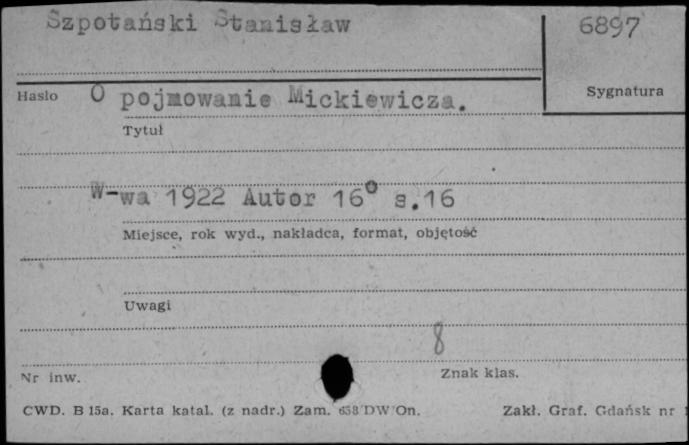 Szpotański Stanisław
6897
Hasło
O pojmowanie Mickiewicza.
Sygnatura
Tytuł
W-wa 1922 Autor 16° s.16
Miejsce, rok wyd., nakładca, format, objętość
Uwagi
8
Nr inw.
Znak klas.
CWD. B 15a. Karta katal. (z nadr.) Zam. 658 DW/On.
Zakł. Graf. Gdańsk nr